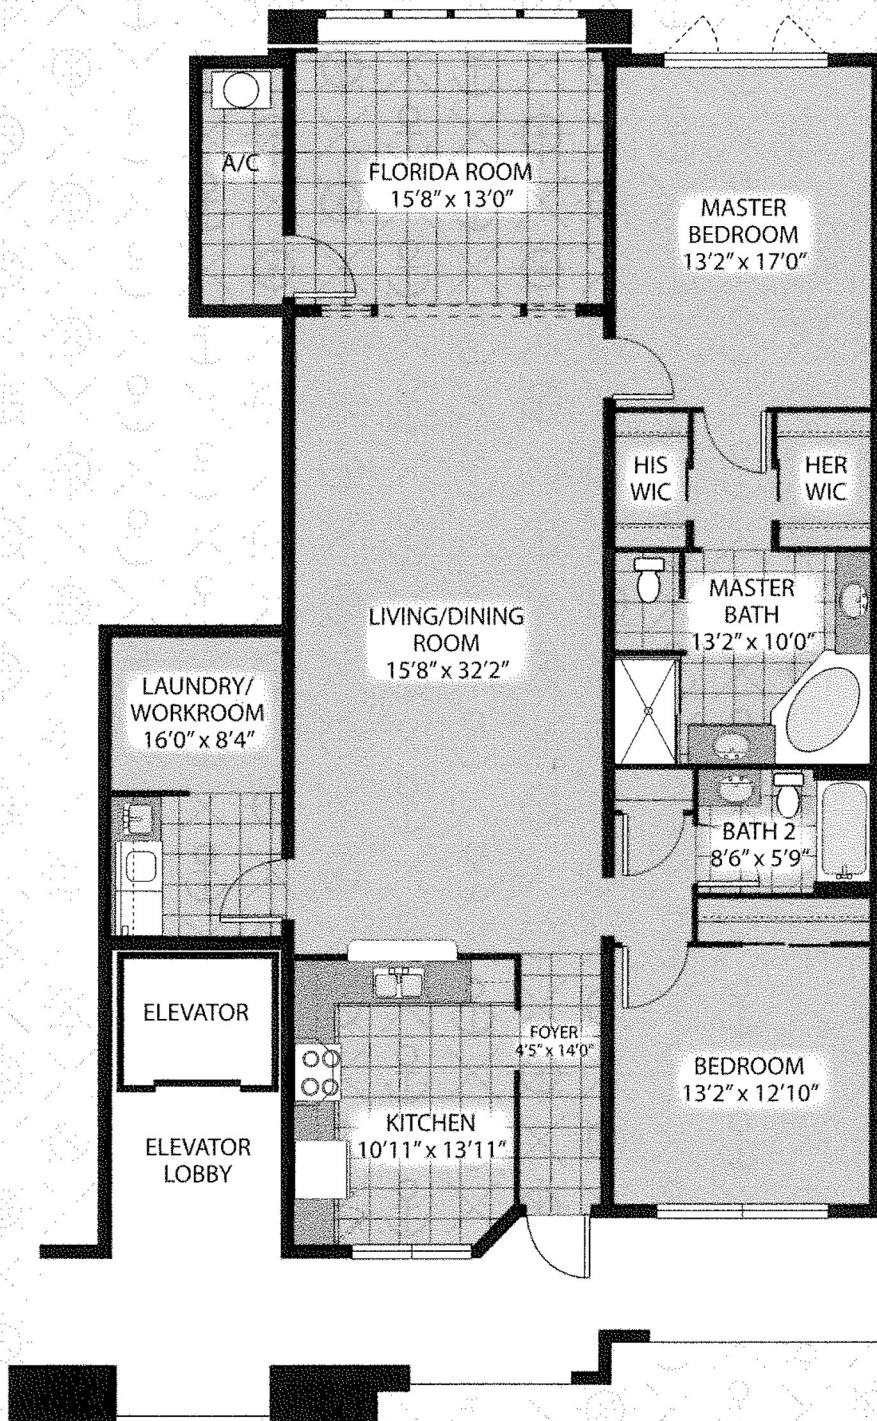 A/C
FLORIDA ROOM
15'8" x 13'0"
MASTER
BEDROOM
13'2" x 17'0"
HIS
WIC
HER
WIC
MASTER
BATH
13'2" x 10'0"
LIVING/DINING
ROOM
15'8" x 32'2"
LAUNDRY/
WORKROOM
16'0" x 8'4"
BATH 2
8'6" x 5'9"
ELEVATOR
FOYER
4'5" x 14'0"
BEDROOM
13'2" x 12'10"
KITCHEN
10'11" x 13'11"
ELEVATOR
LOBBY